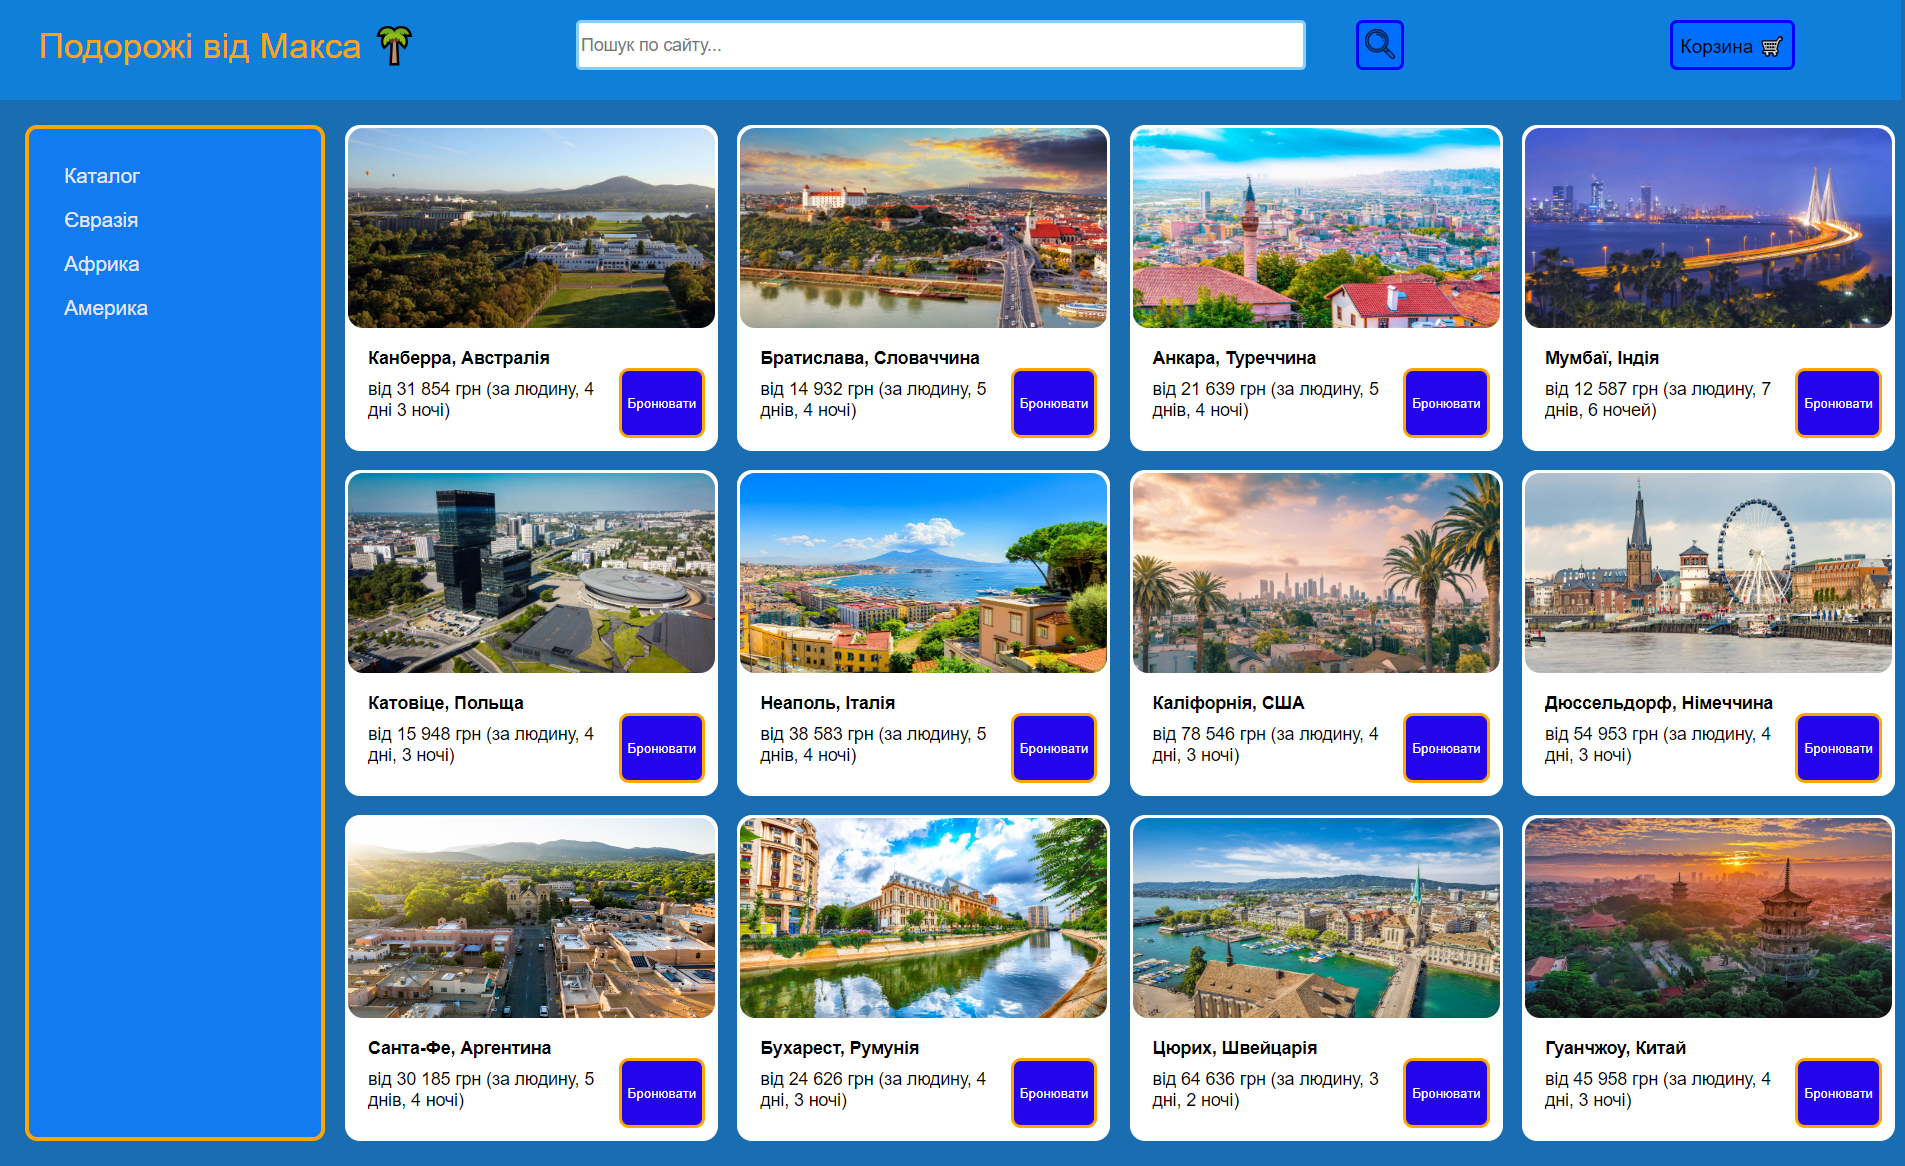 Подорожі від Макса
Пошук по сайту...
Корзина
Каталог
Євразія
Африка
Америка
Канберра, Австралія
від 31 854 грн (за людину, 4
дні 3 ночі)
Бронювати
Братислава, Словаччина
від 14 932 грн (за людину, 5
днів, 4 ночі)
Бронювати
Анкара, Туреччина
від 21 639 грн (за людину, 5
днів, 4 ночі)
Бронювати
Мумбаї, Індія
від 12 587 грн (за людину, 7
днів, 6 ночей)
Бронювати
Катовіце, Польща
від 15 948 грн (за людину, 4
дні, 3 ночі)
Бронювати
Неаполь, Італія
від 38 583 грн (за людину, 5
днів, 4 ночі)
Бронювати
Каліфорнія, США
від 78 546 грн (за людину, 4
дні, 3 ночі)
Бронювати
Дюссельдорф, Німеччина
від 54 953 грн (за людину, 4
дні, 3 ночі)
Бронювати
Санта-Фе, Аргентина
від 30 185 грн (за людину, 5
днів, 4 ночі)
Бронювати
Бухарест, Румунія
від 24 626 грн (за людину, 4
дні, 3 ночі)
Бронювати
Цюрих, Швейцарія
від 64 636 грн (за людину, 3
дні, 2 ночі)
Бронювати
Гуанчжоу, Китай
від 45 958 грн (за людину, 4
дні, 3 ночі)
Бронювати